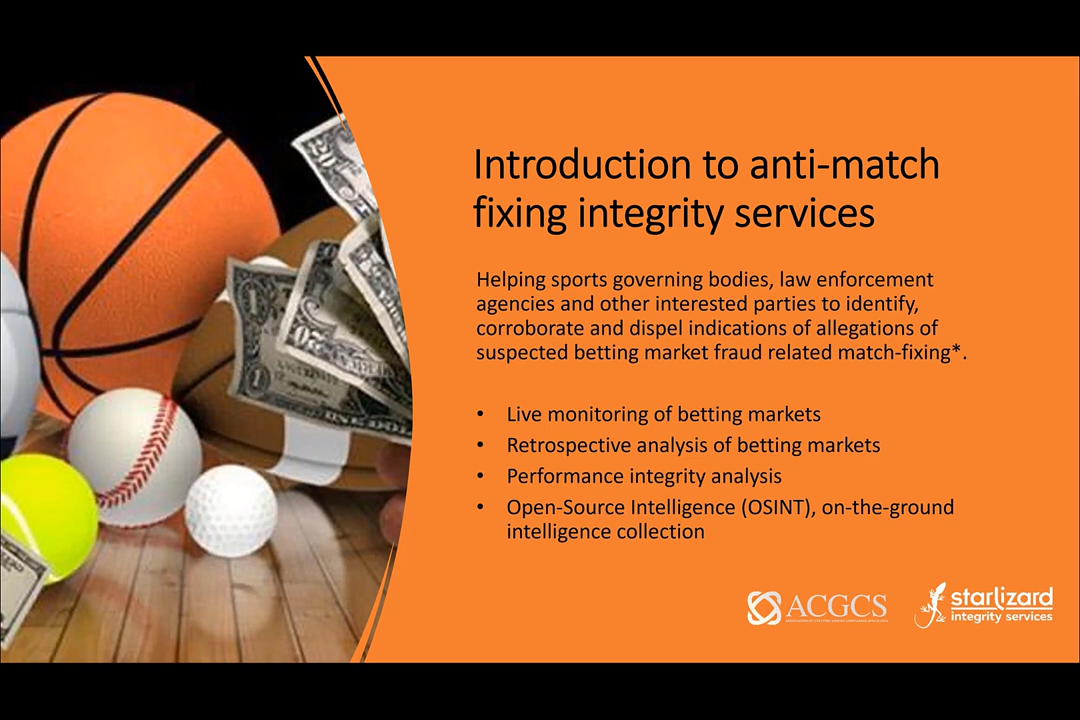 Introduction to anti-match
fixing integrity services
Helping sports governing bodies, law enforcement
agencies and other interested parties to identify,
corroborate and dispel indications of allegations of
suspected betting market fraud related match-fixing*.
• Live monitoring of betting markets
• Retrospective analysis of betting markets
• Performance integrity analysis
• Open-Source Intelligence (OSINT), on-the-ground
intelligence collection
ACGCS
starlizard
integrity services